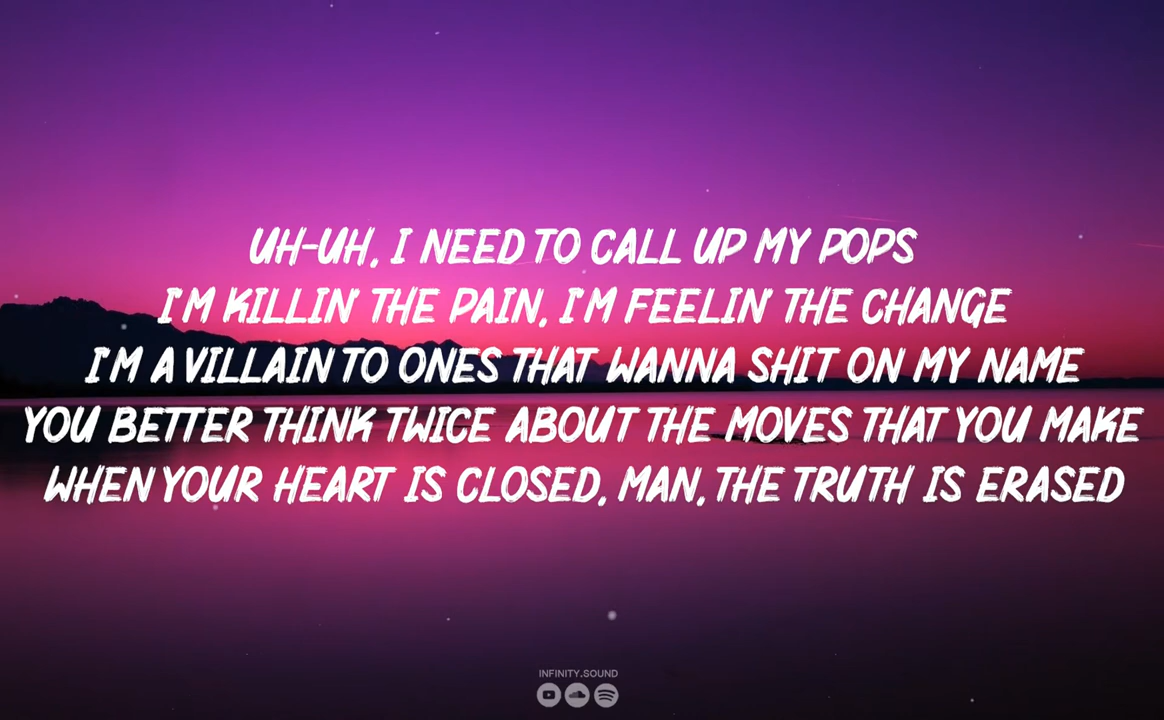 UH-UH, I NEED TO CALL UP MY POPS
I'M KILLIN' THE PAIN, I'M FEELIN' THE CHANGE
I'M A VILLAIN TO ONES THAT WANNA SHIT ON MY NAME
YOU BETTER THINK TWICE ABOUT THE MOVES THAT YOU MAKE
WHEN YOUR HEART IS CLOSED, MAN, THE TRUTH IS ERASED
INFINITY.SOUND